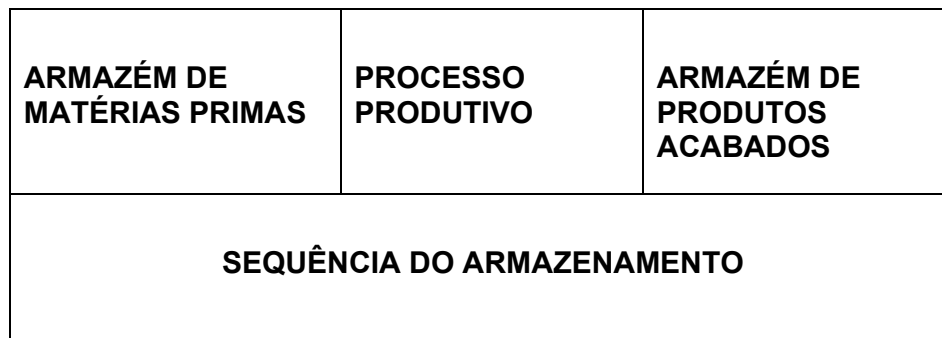 ARMAZÉM DE
MATÉRIAS PRIMAS
PROCESSO
PRODUTIVO
ARMAZÉM DE
PRODUTOS
ACABADOS
SEQUÊNCIA DO ARMAZENAMENTO